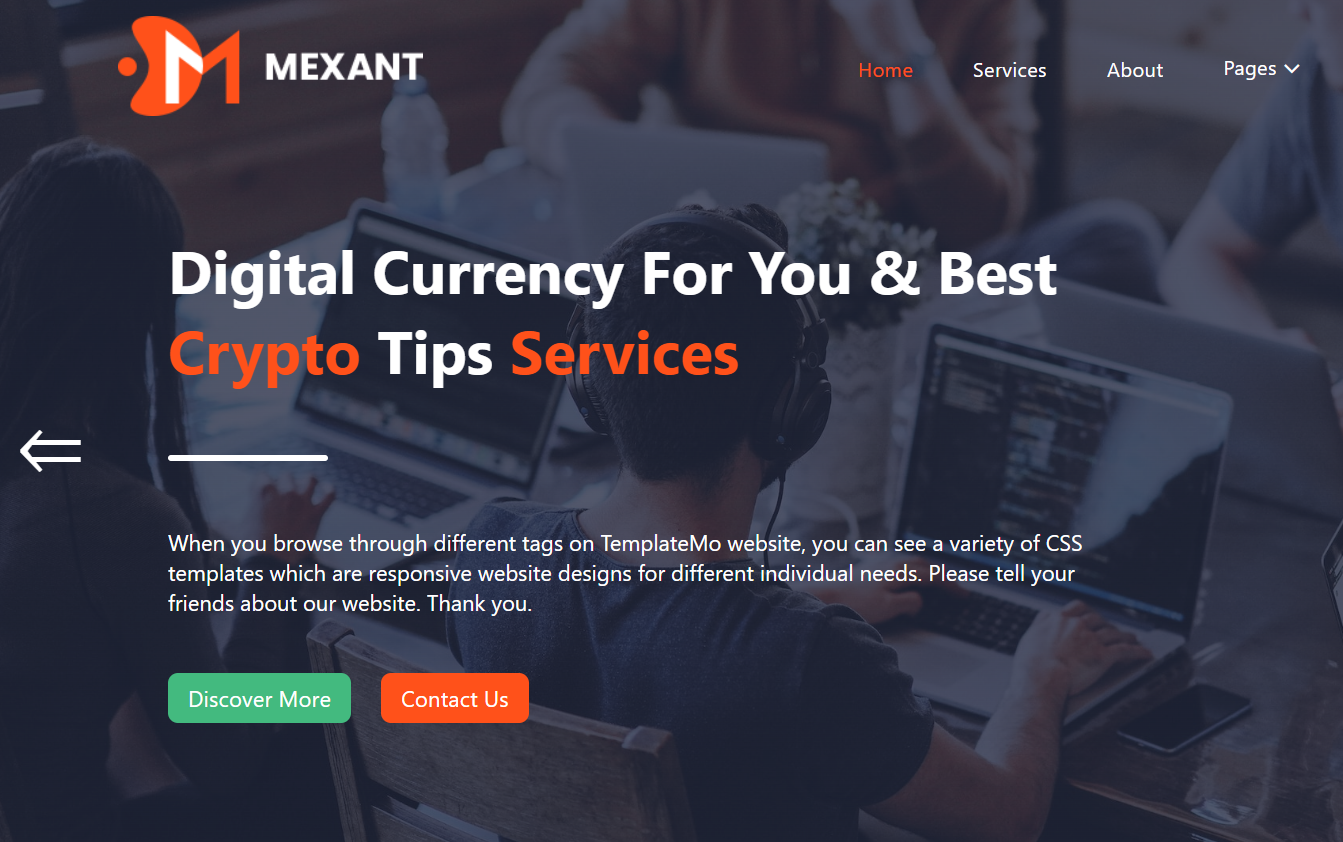 MEXANT
Home Services About Pages
Digital Currency For You & Best
Crypto Tips Services
When you browse through different tags on TemplateMo website, you can see a variety of CSS
templates which are responsive website designs for different individual needs. Please tell your
friends about our website. Thank you.
Discover More Contact Us